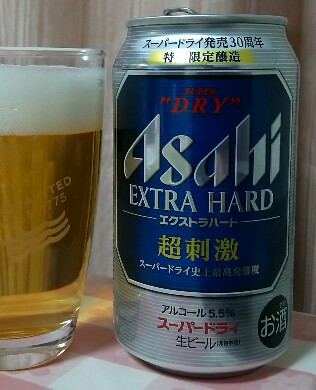 スーパードライ発売30周年
特 限定醸造
SUPER
"DRY"
Asahi
EXTRA HARD
エクストラハード
超刺激
スーパードライ史上最高発酵度
アルコール 5.5%
スーパードライ
生ビール
お酒
775